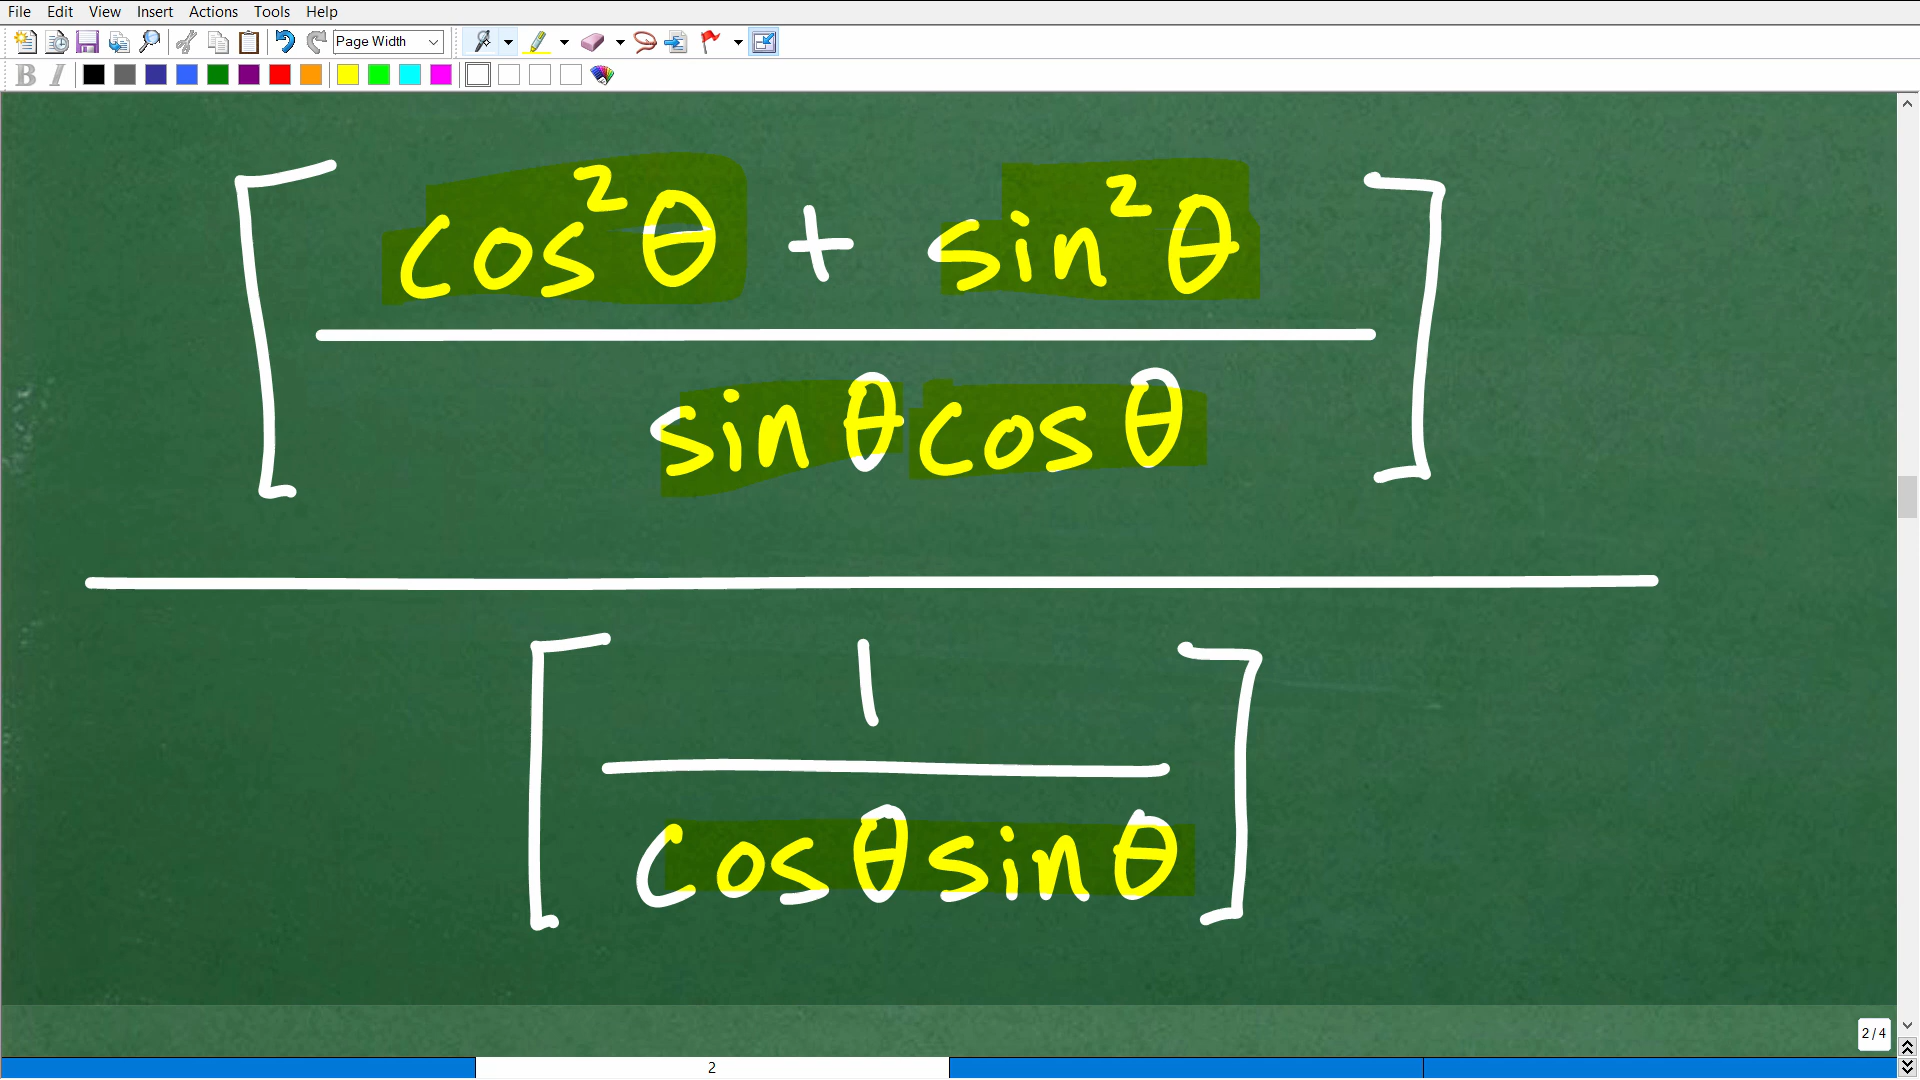 File Edit View Insert Actions Tools Help
Page Width
B I
[cos²θ + sin²θ]
sinθ cosθ
[1]
cosθ sinθ
2/4
2